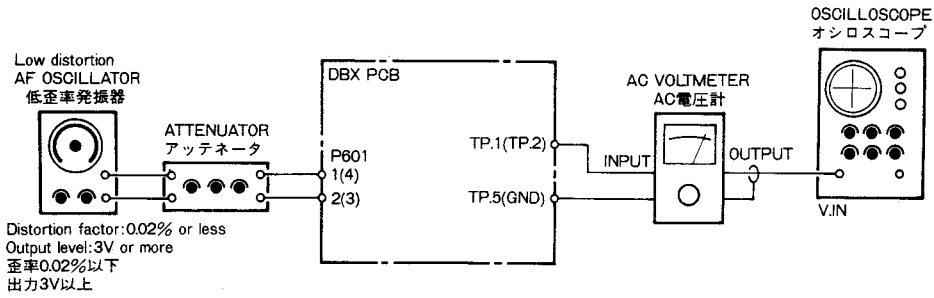 OSCILLOSCOPE
オシロスコープ
Low distortion
AF OSCILLATOR
低歪率発振器
ATTENUATOR
アッテネータ
DBX PCB
P601
1(4)
2(3)
TP.1(TP.2)
TP.5(GND)
AC VOLTMETER
AC電圧計
INPUT
OUTPUT
V.IN
Distortion factor:0.02% or less
Output level:3V or more
歪率0.02%以下
出力3V以上